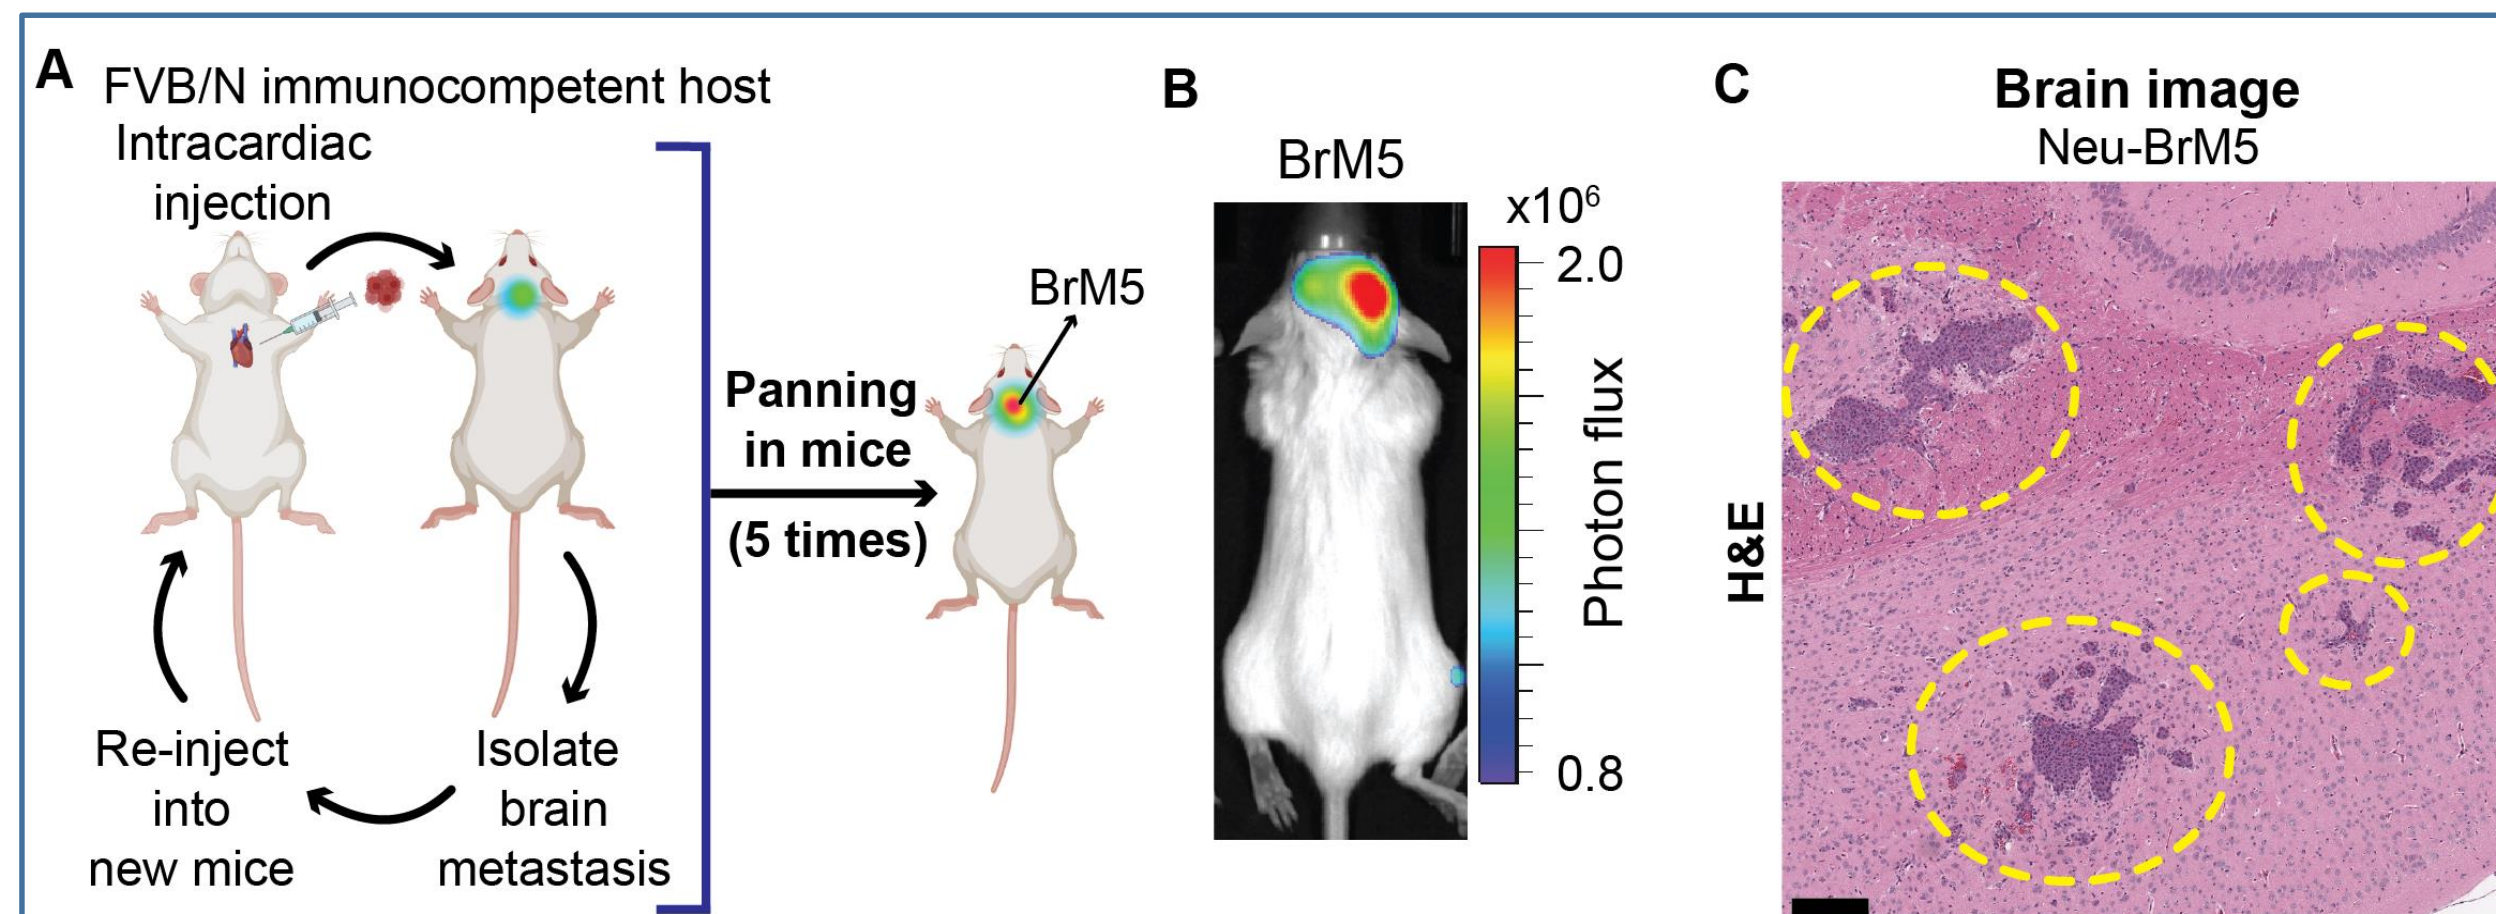 A
FVB/N immunocompetent host
Intracardiac
injection
Re-inject
into
new mice
Isolate
brain
metastasis
Panning
in mice
(5 times)
BrM5
B
BrM5
x10⁶
2.0
0.8
Photon flux
C
Brain image
Neu-BrM5
H&E